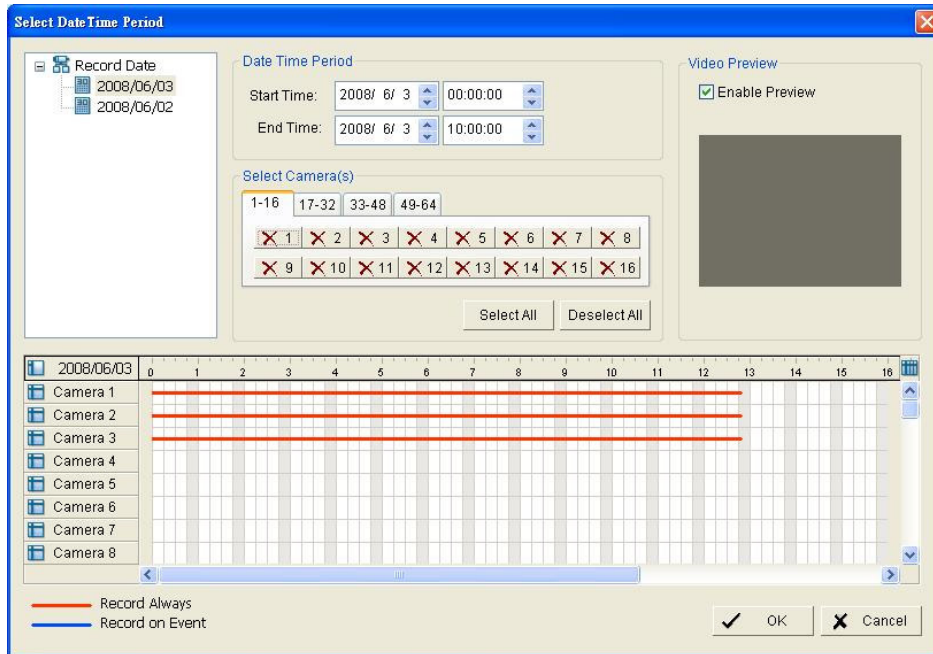 Select DateTime Period
Record Date
2008/06/03
2008/06/02
Date Time Period
Start Time: 2008/ 6/ 3 00:00:00
End Time: 2008/ 6/ 3 10:00:00
Select Camera(s)
1-16 17-32 33-48 49-64
1 2 3 4 5 6 7 8
9 10 11 12 13 14 15 16
Select All Deselect All
Video Preview
Enable Preview
2008/06/03 0 1 2 3 4 5 6 7 8 9 10 11 12 13 14 15 16
Camera 1
Camera 2
Camera 3
Camera 4
Camera 5
Camera 6
Camera 7
Camera 8
Record Always
Record on Event
OK Cancel